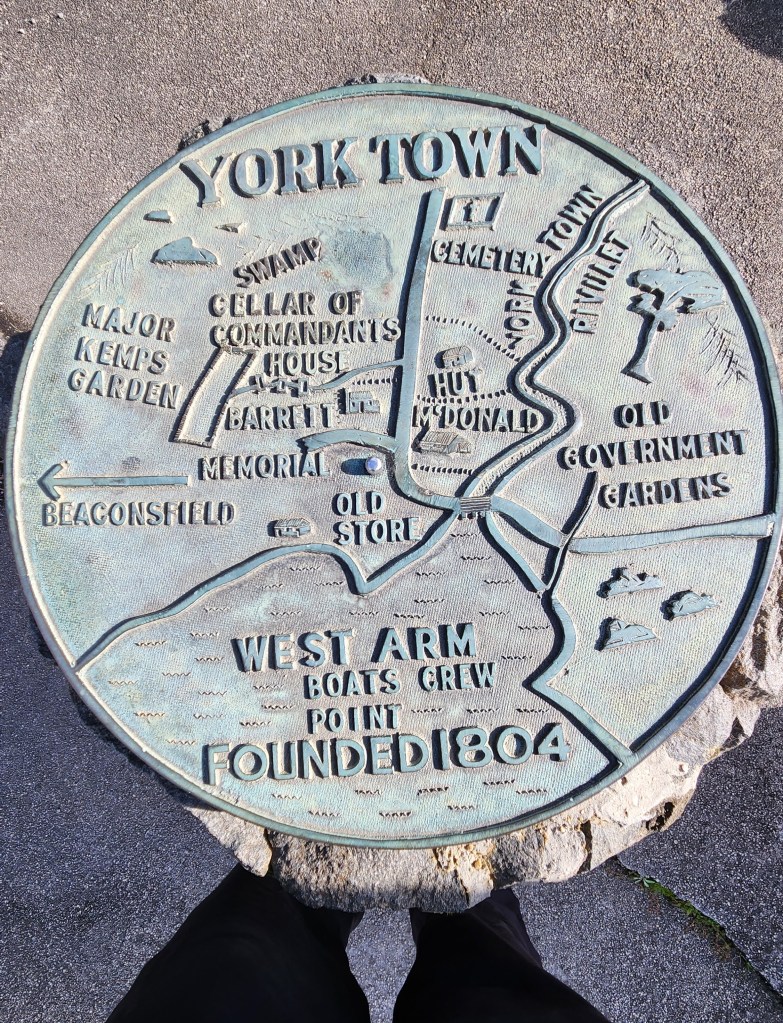 YORK TOWN
CEMETERY
YORK TOWN
RIVULET
SWAMP
CELLAR OF
COMMANDANTS
HOUSE
MAJOR
KEMPS
GARDEN
HUT
BARRETT
McDONALD
OLD
GOVERNMENT
GARDENS
MEMORIAL
BEACONSFIELD
OLD
STORE
WEST ARM
BOATS CREW
POINT
FOUNDED 1804